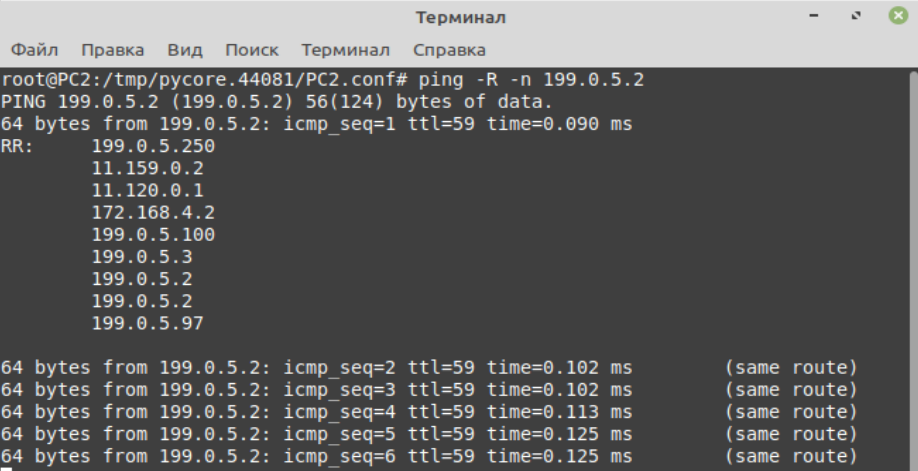 Терминал
Файл Правка Вид Поиск Терминал Справка
root@PC2:/tmp/pycore.44081/PC2.conf# ping -R -n 199.0.5.2
PING 199.0.5.2 (199.0.5.2) 56(124) bytes of data.
64 bytes from 199.0.5.2: icmp_seq=1 ttl=59 time=0.090 ms
RR: 199.0.5.250
11.159.0.2
11.120.0.1
172.168.4.2
199.0.5.100
199.0.5.3
199.0.5.2
199.0.5.2
199.0.5.97
64 bytes from 199.0.5.2: icmp_seq=2 ttl=59 time=0.102 ms (same route)
64 bytes from 199.0.5.2: icmp_seq=3 ttl=59 time=0.102 ms (same route)
64 bytes from 199.0.5.2: icmp_seq=4 ttl=59 time=0.113 ms (same route)
64 bytes from 199.0.5.2: icmp_seq=5 ttl=59 time=0.125 ms (same route)
64 bytes from 199.0.5.2: icmp_seq=6 ttl=59 time=0.125 ms (same route)